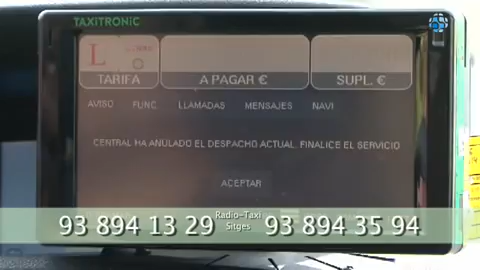 TAXITRONIC
L
TARIFA A PAGAR € SUPL. €
AVISO FUNC. LLAMADAS MENSAJES NAVI
CENTRAL HA ANULADO EL DESPACHO ACTUAL. FINALICE EL SERVICIO
ACEPTAR
93 894 13 29 Radio-Taxi Sitges 93 894 35 94